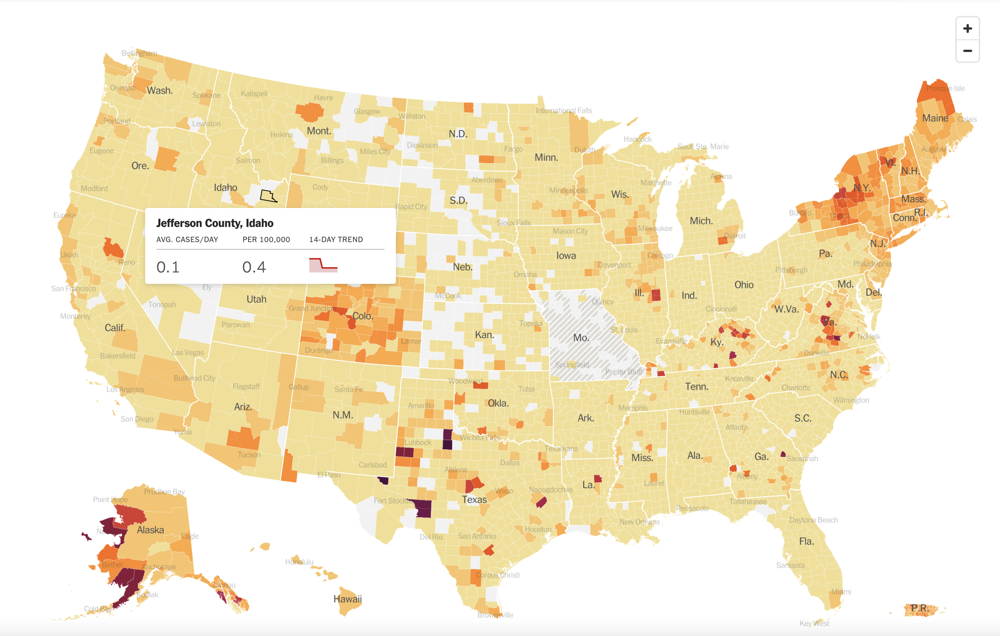 +
−
Bellingham
Presque Isle
Olympia
Wash.
Spokane
Kalispell
Havre
Glasgow
Williston
International Falls
Maine
Calais
Portland
Lewiston
Helena
Mont.
N.D.
Hancock
Sault Ste. Marie
Eugene
Salmon
Billings
Miles City
Dickinson
Fargo
Minn.
Duluth
Augusta
Vt.
N.H.
Ore.
Medford
Idaho
Cody
Aberdeen
Minneapolis
Marinette
Alpena
N.Y.
Wis.
S.D.
Rapid City
Mass.
Eureka
Sioux Falls
Mason City
Milwaukee
Mich.
Detroit
Buffalo
Ithaca
Conn.
R.I.
Jefferson County, Idaho
AVG. CASES/DAY PER 100,000 14-DAY TREND
0.1 0.4
Ukiah
Reno
Neb.
Iowa
Davenport
Chicago
N.J.
Pa.
Philadelphia
Pittsburgh
Omaha
San Francisco
Ely
Utah
McCook
Quincy
Ill.
Ind.
Ohio
Md.
Del.
Tonopah
Grand Junction
Colo.
Cincinnati
W.Va.
Va.
Monterey
Calif.
Parowan
Topeka
Kan.
Mo.
St. Louis
Evansville
Ky.
Norfolk
Lamar
Durango
Bakersfield
Las Vegas
Springfield
Poplar Bluff
Danville
Bullhead City
Flagstaff
Gallup
Santa Fe
Woodward
Tulsa
Tenn.
Knoxville
N.C.
Charlotte
Wilmington
Los Angeles
Ariz.
N.M.
Amarillo
Okla.
Ark.
Memphis
Huntsville
S.C.
San Diego
Yuma
Tucson
Lubbock
Wichita Falls
Texarkana
Atlanta
Miss.
Ala.
Ga.
Savannah
Carlsbad
Dallas
Abilene
El Paso
Laurel
Albany
La.
Waco
Nacogdoches
Texas
Prudhoe Bay
Point Hope
Pensacola
Tallahassee
New Orleans
Daytona Beach
Alaska
Eagle
Del Rio
San Antonio
Houston
Fla.
Honolulu
Bethel
Anchorage
Sarasota
Corpus Christi
Juneau
Kodiak
Hawaii
Miami
Cold Bay
Brownsville
P.R.
Key West